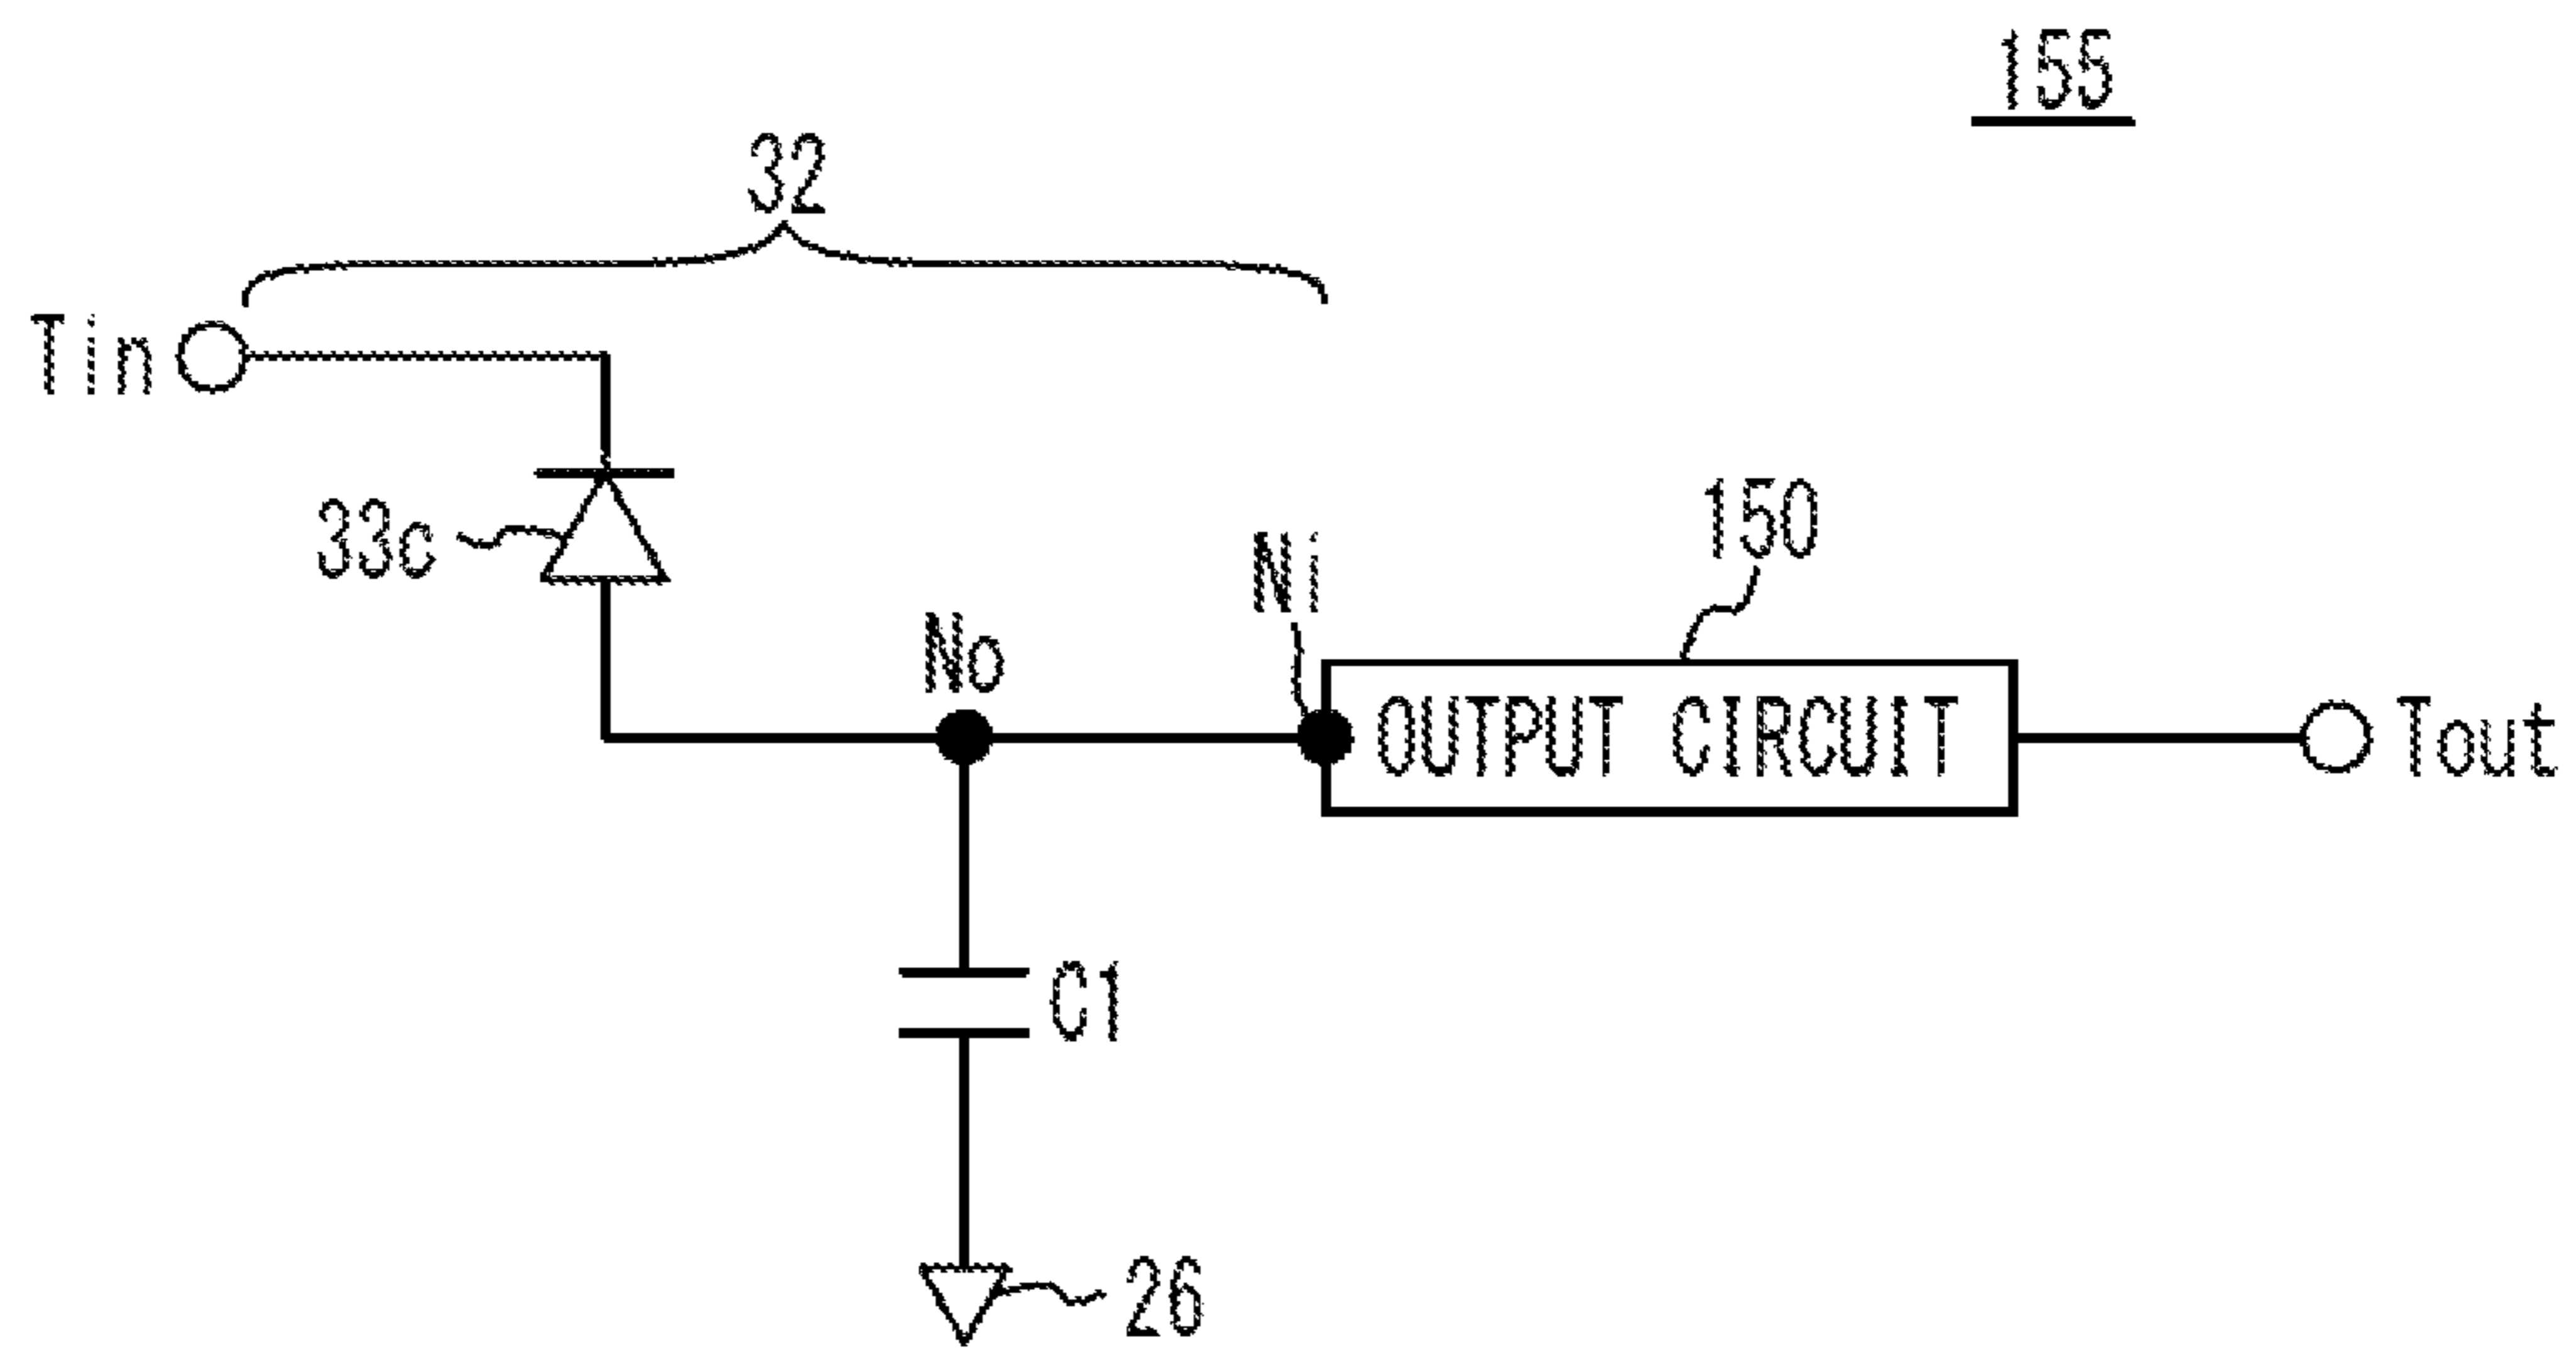 155
32
Tin
33c
150
Ni
No
OUTPUT CIRCUIT
Tout
C1
26